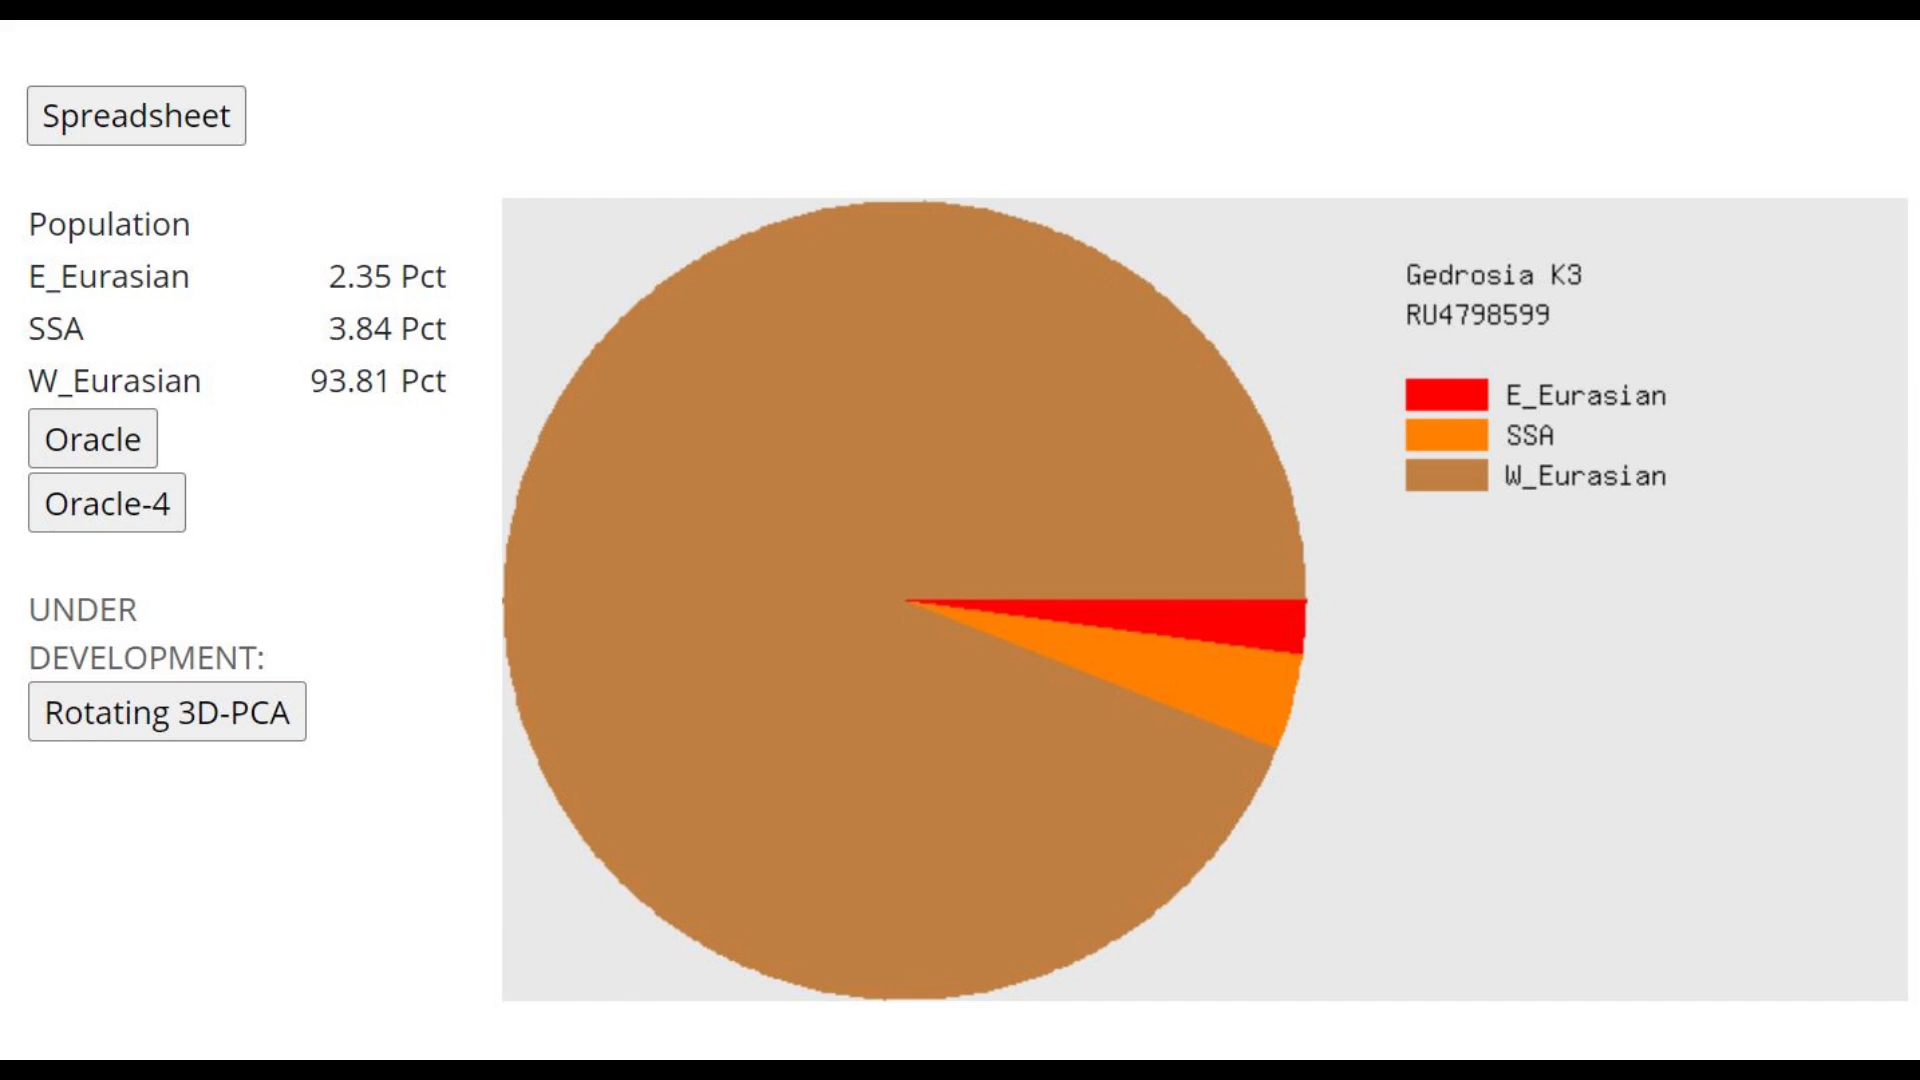 Spreadsheet
Population
E_Eurasian 2.35 Pct
SSA 3.84 Pct
W_Eurasian 93.81 Pct
Oracle
Oracle-4
UNDER
DEVELOPMENT:
Rotating 3D-PCA
Gedrosia K3
RU4798599
E_Eurasian
SSA
W_Eurasian